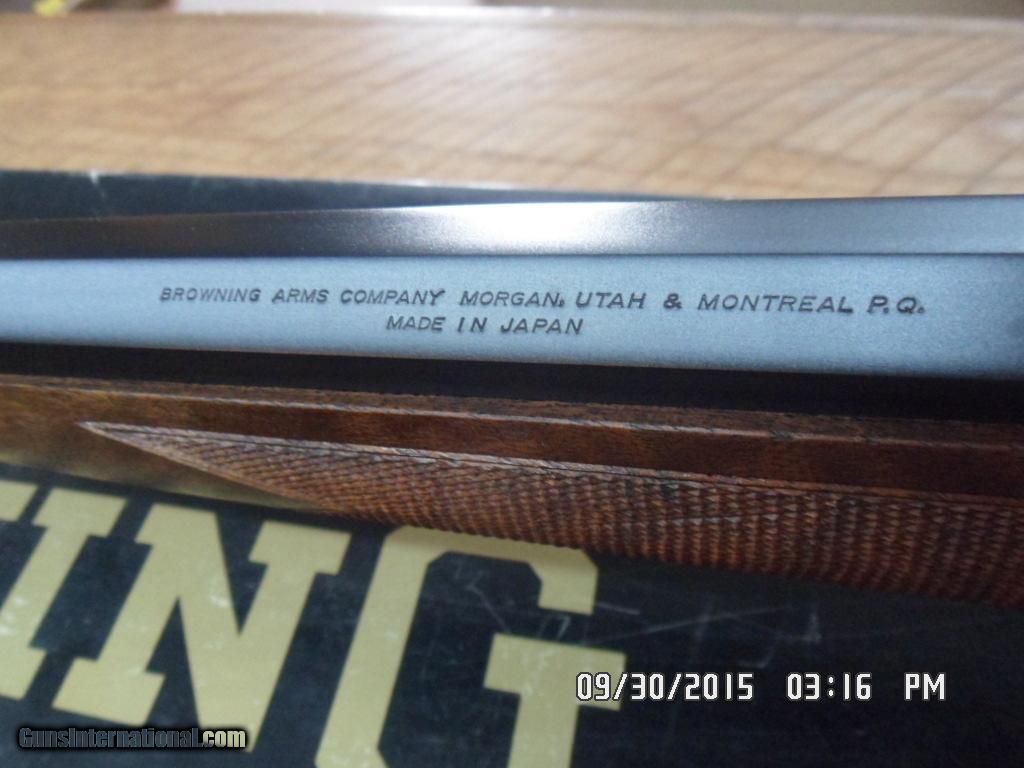 BROWNING ARMS COMPANY MORGAN, UTAH & MONTREAL P.Q.
MADE IN JAPAN
ING
09/30/2015 03:16 PM
GunsInternational.com